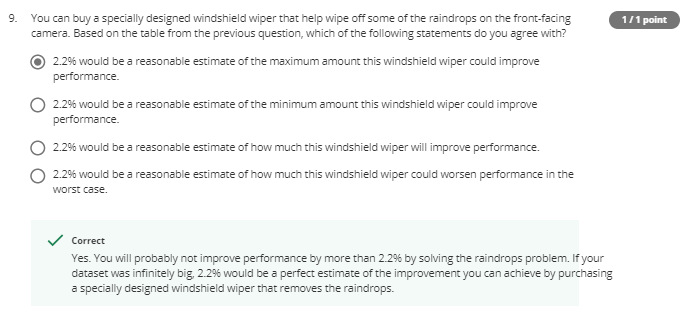 9. You can buy a specially designed windshield wiper that help wipe off some of the raindrops on the front-facing
camera. Based on the table from the previous question, which of the following statements do you agree with?
1 / 1 point
2.2% would be a reasonable estimate of the maximum amount this windshield wiper could improve
performance.
2.2% would be a reasonable estimate of the minimum amount this windshield wiper could improve
performance.
2.2% would be a reasonable estimate of how much this windshield wiper will improve performance.
2.2% would be a reasonable estimate of how much this windshield wiper could worsen performance in the
worst case.
Correct
Yes. You will probably not improve performance by more than 2.2% by solving the raindrops problem. If your
dataset was infinitely big, 2.2% would be a perfect estimate of the improvement you can achieve by purchasing
a specially designed windshield wiper that removes the raindrops.